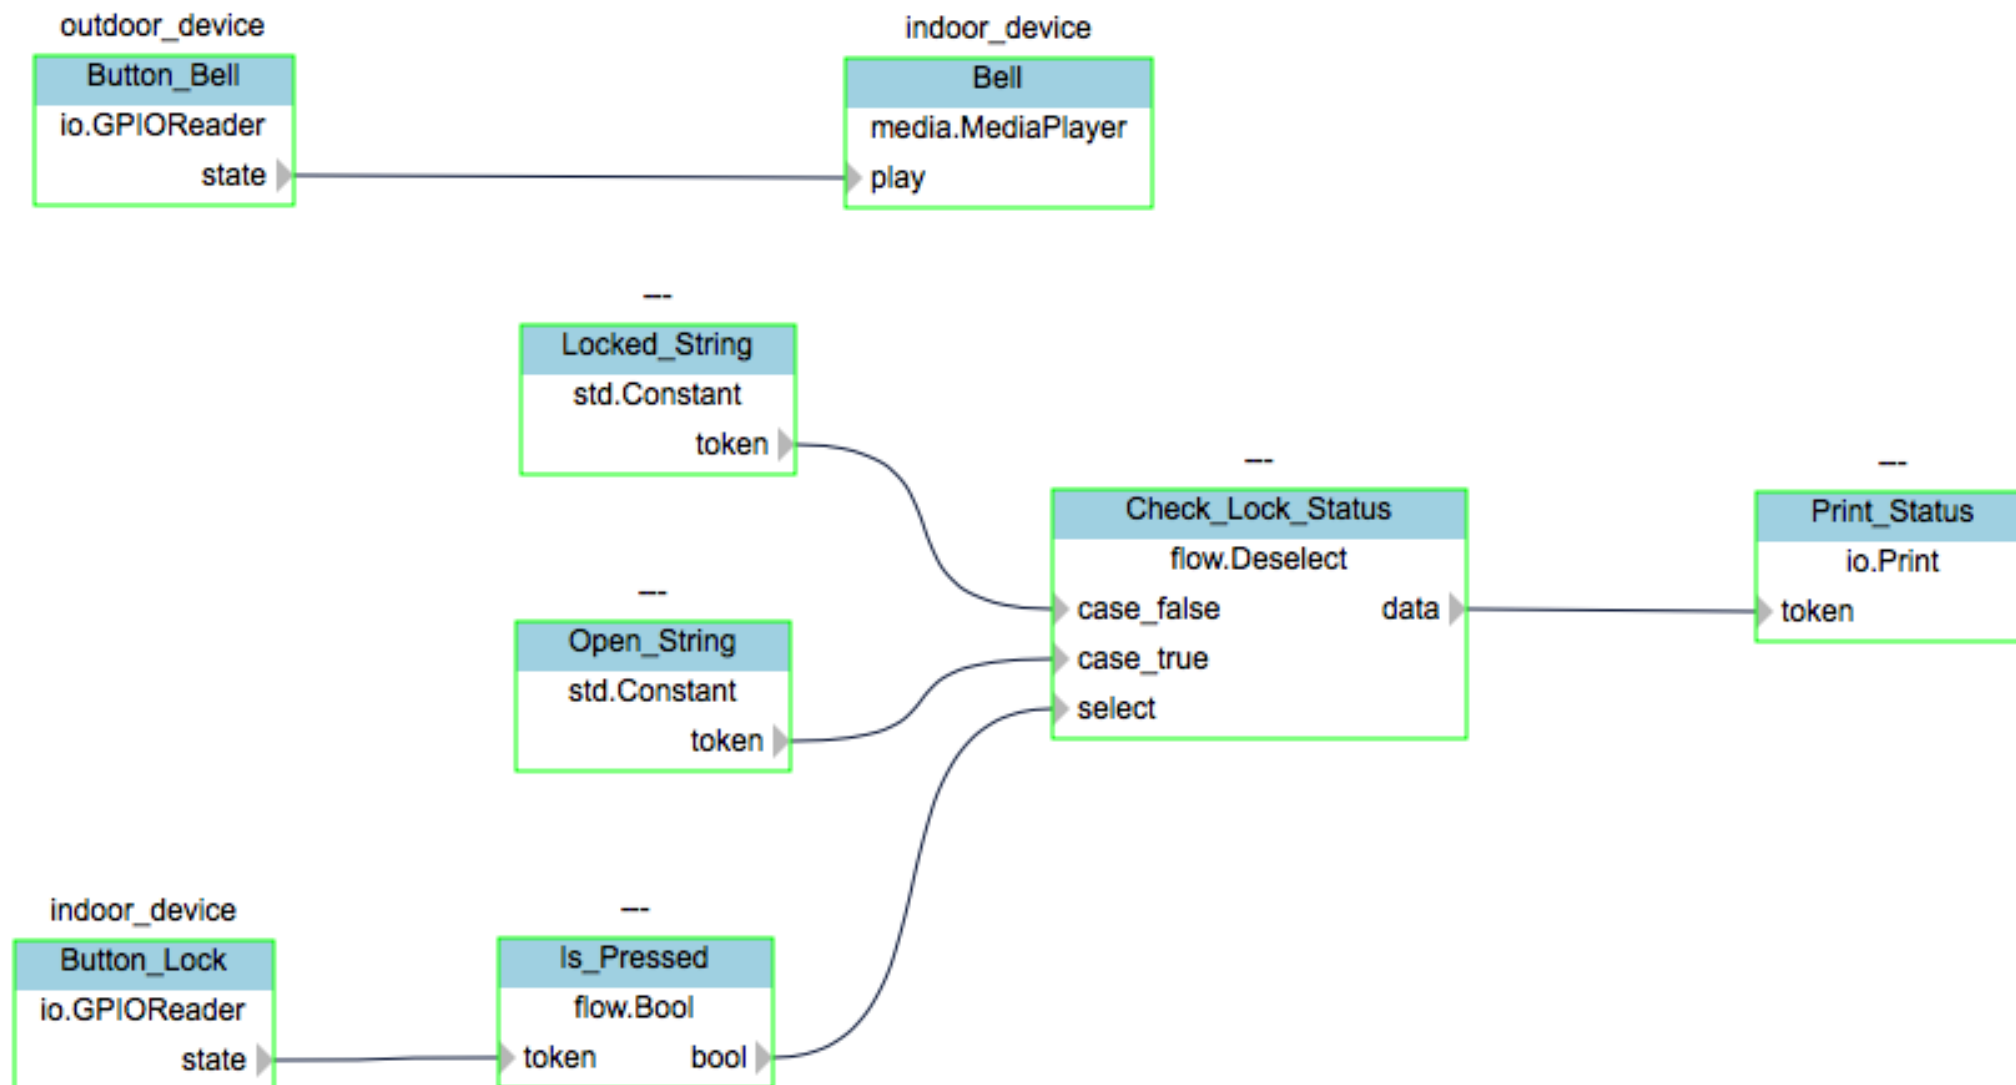 outdoor_device
Button_Bell
io.GPIOReader
state
indoor_device
Bell
media.MediaPlayer
play
---
Locked_String
std.Constant
token
---
Open_String
std.Constant
token
---
Check_Lock_Status
flow.Deselect
case_false data
case_true
select
---
Print_Status
io.Print
token
indoor_device
Button_Lock
io.GPIOReader
state
---
Is_Pressed
flow.Bool
token bool